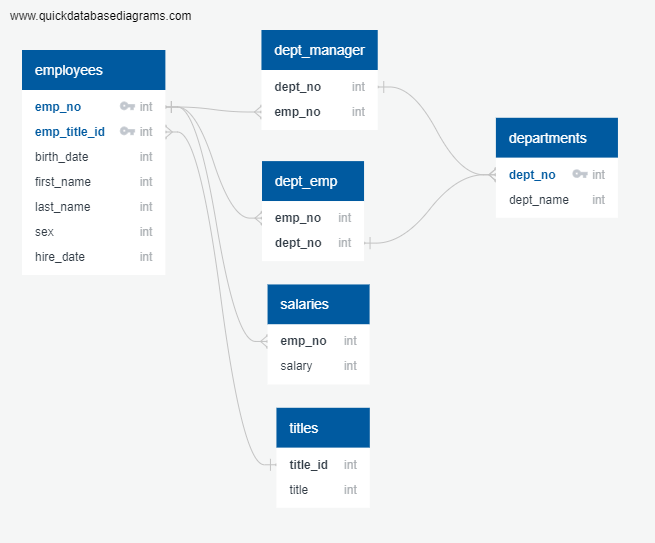 www.quickdatabasediagrams.com
employees
emp_no int
emp_title_id int
birth_date int
first_name int
last_name int
sex int
hire_date int
dept_manager
dept_no int
emp_no int
dept_emp
emp_no int
dept_no int
salaries
emp_no int
salary int
titles
title_id int
title int
departments
dept_no int
dept_name int